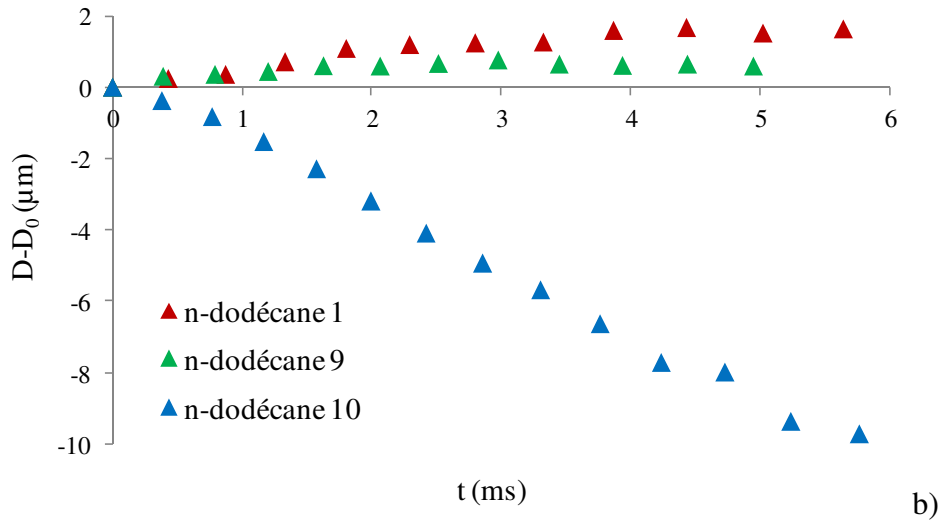 2
0
0
1
2
3
4
5
6
-2
-4
-6
-8
-10
D-D₀ (µm)
n-dodécane 1
n-dodécane 9
n-dodécane 10
t (ms)
b)